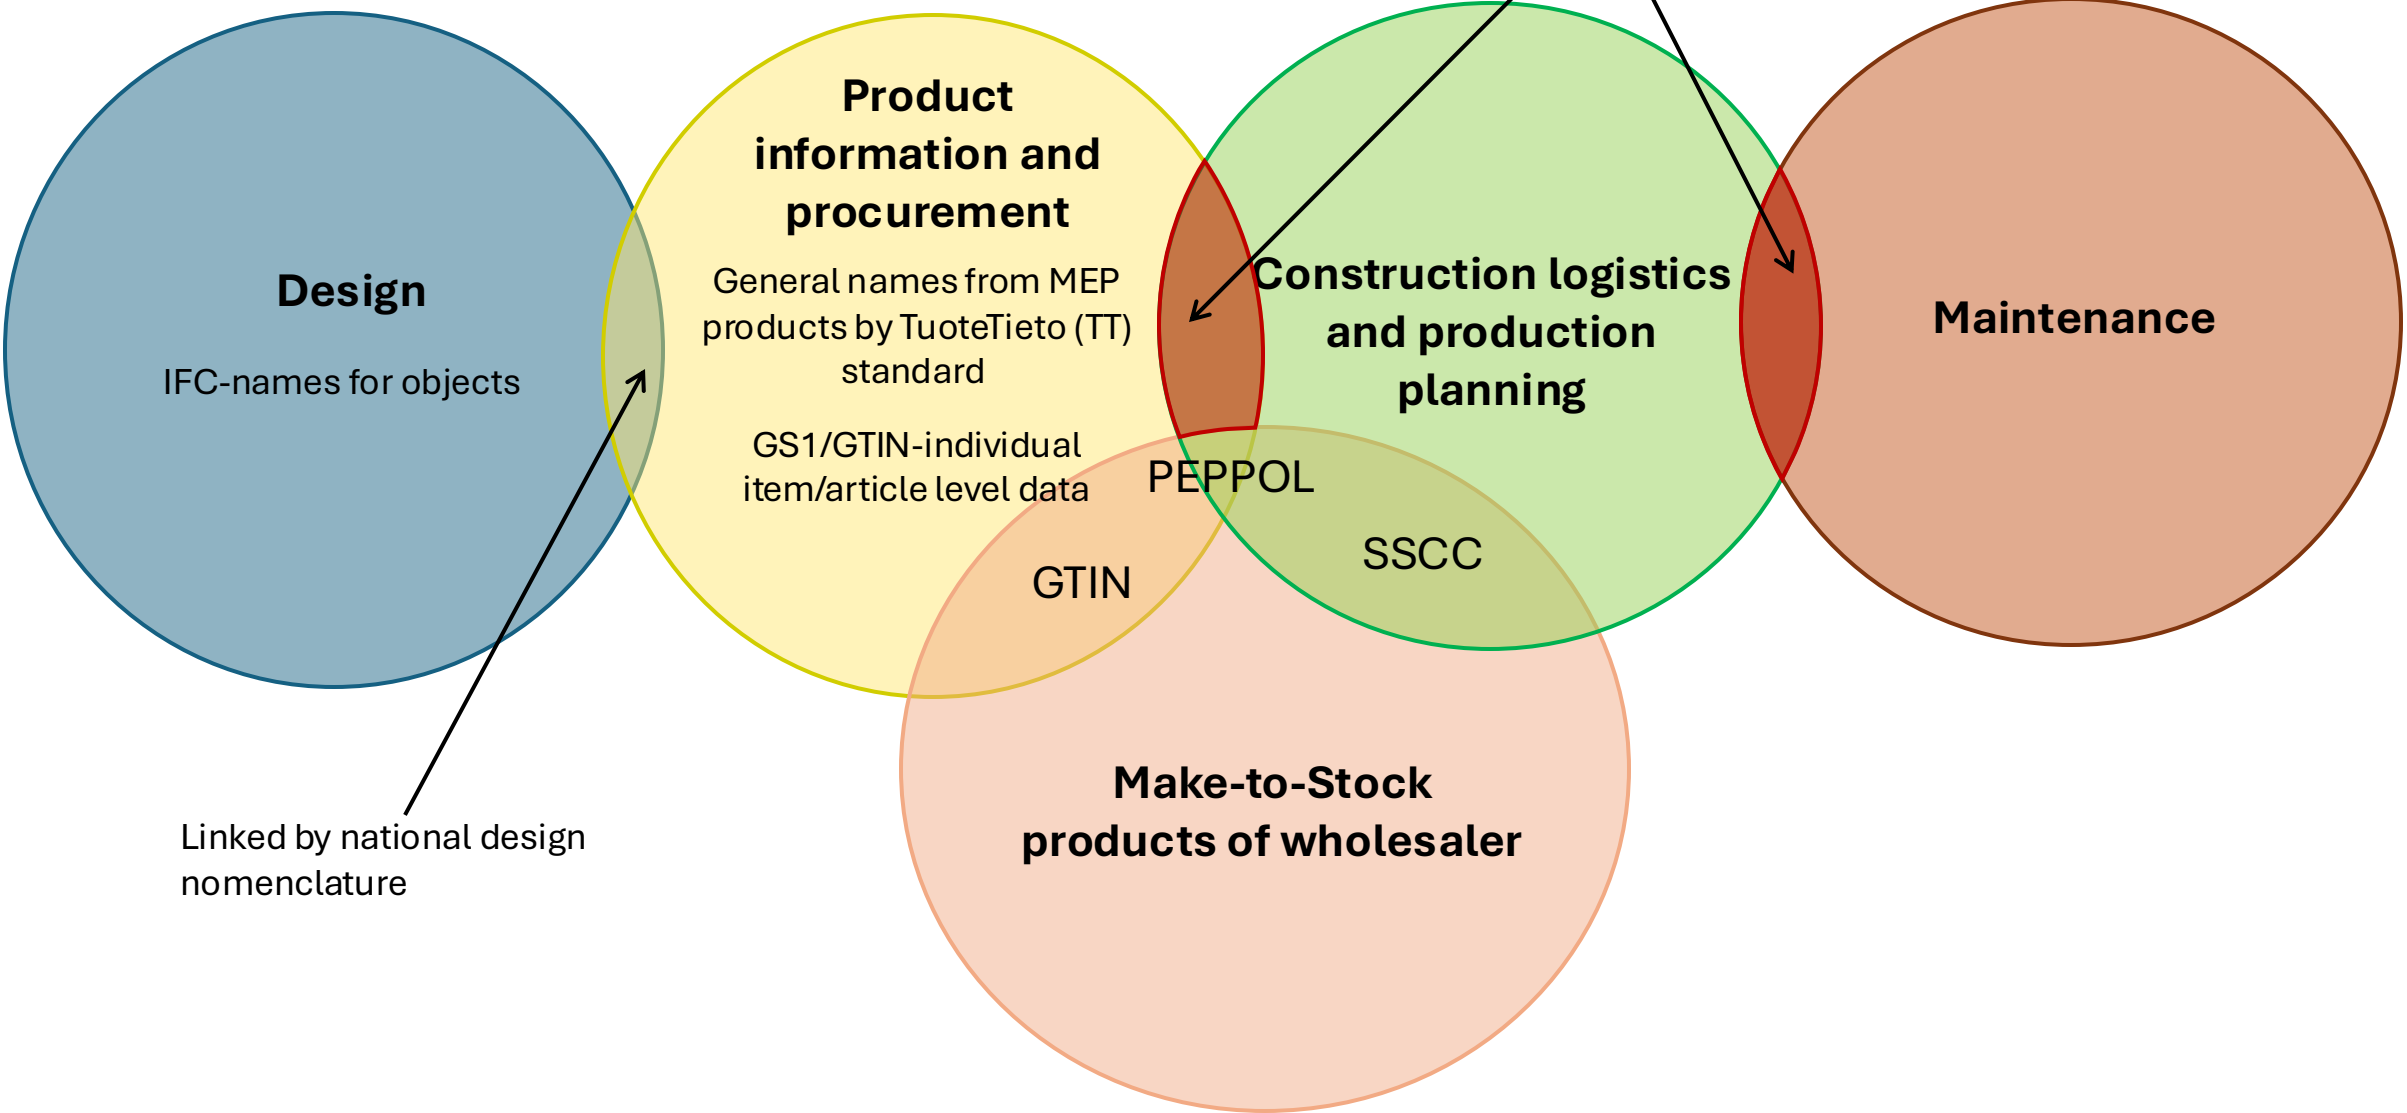 Design
IFC-names for objects
Product
information and
procurement
General names from MEP
products by TuoteTieto (TT)
standard
GS1/GTIN-individual
item/article level data
Construction logistics
and production
planning
Maintenance
PEPPOL
SSCC
GTIN
Make-to-Stock
products of wholesaler
Linked by national design
nomenclature